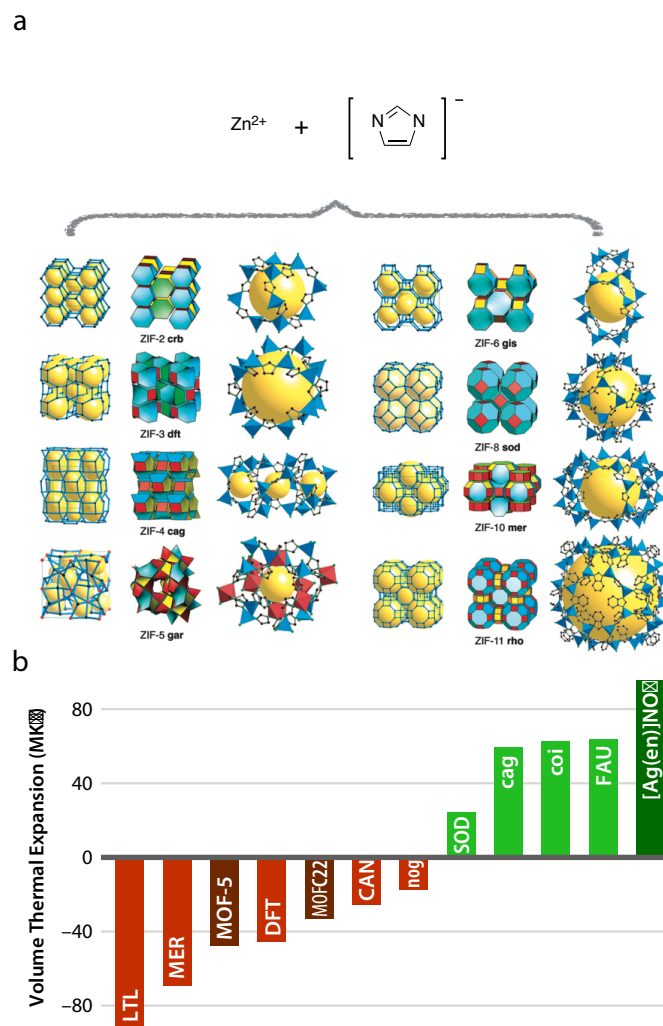 a
Zn²⁺ + [ N N ] −
ZIF-2 crb
ZIF-6 gis
ZIF-3 dft
ZIF-8 sod
ZIF-4 cag
ZIF-10 mer
ZIF-5 gar
ZIF-11 rho
b
Volume Thermal Expansion (MK⍰)
80
40
0
−40
−80
LTL
MER
MOF-5
DFT
MOFC22
CAN
nog
SOD
cag
coi
FAU
[Ag(en)]NO⍰